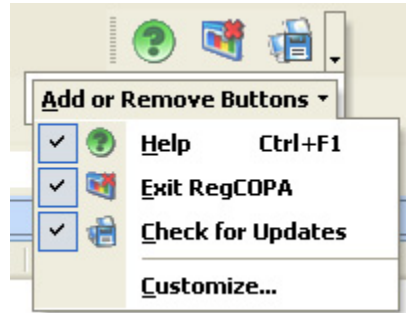 Add or Remove Buttons
Help Ctrl+F1
Exit RegCOPA
Check for Updates
Customize...